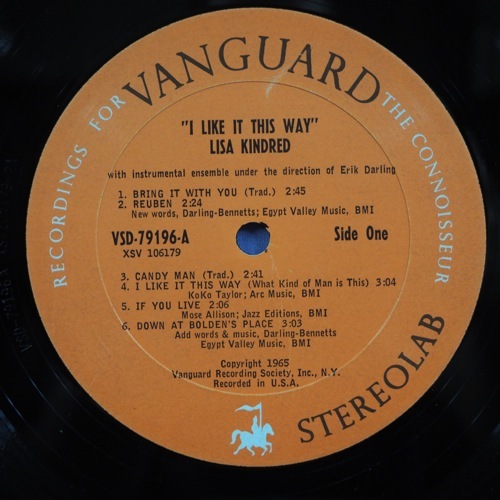 RECORDINGS FOR VANGUARD THE CONNOISSEUR
"I LIKE IT THIS WAY"
LISA KINDRED
with instrumental ensemble under the direction of Erik Darling
1. BRING IT WITH YOU (Trad.) 2:45
2. REUBEN 2:24
New words, Darling-Bennetts; Egypt Valley Music, BMI
VSD-79196-A Side One
XSV 106179
3. CANDY MAN (Trad.) 2:41
4. I LIKE IT THIS WAY (What Kind of Man is This) 3:04
KoKo Taylor; Arc Music, BMI
5. IF YOU LIVE 2:06
Mose Allison; Jazz Editions, BMI
6. DOWN AT BOLDEN'S PLACE 3:03
Add words & music, Darling-Bennetts
Egypt Valley Music, BMI
Copyright 1965
Vanguard Recording Society, Inc., N.Y.
Recorded in U.S.A.
STEREOLAB